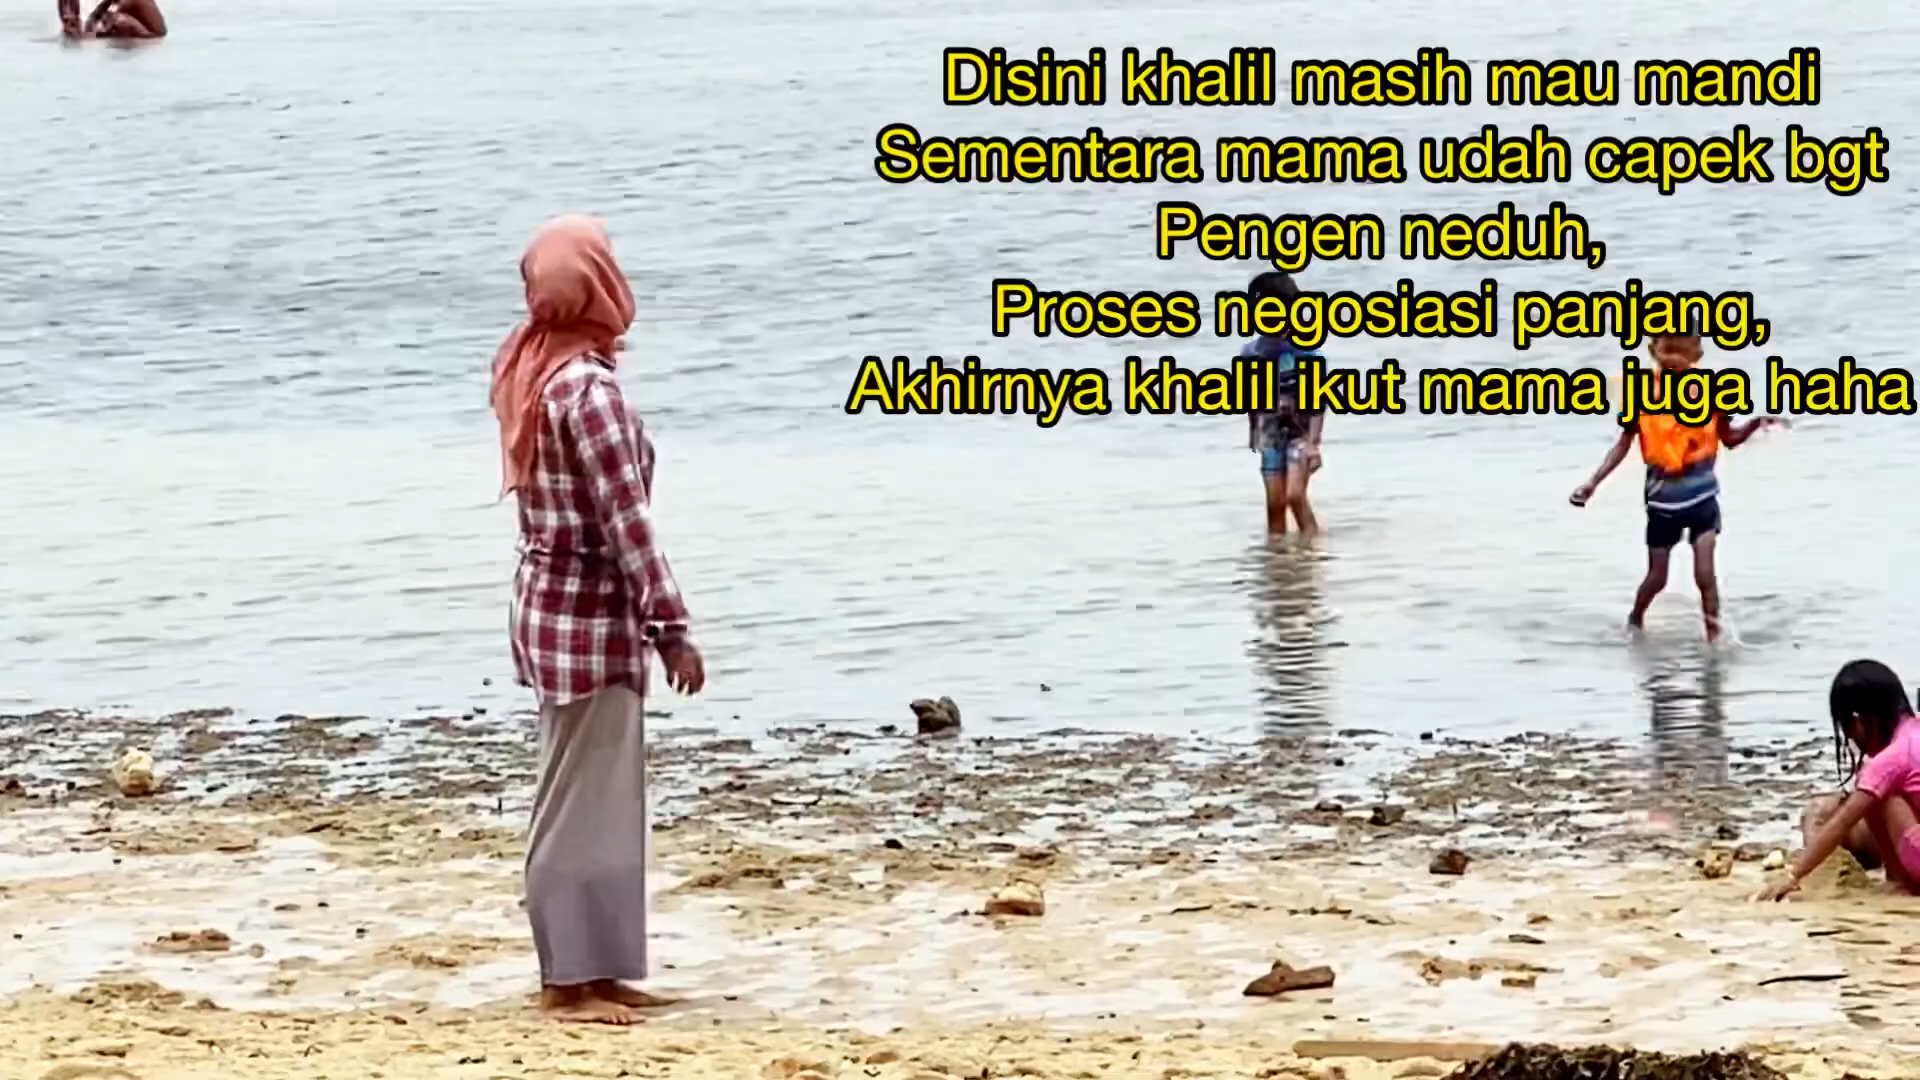 Disini khalil masih mau mandi
Sementara mama udah capek bgt
Pengen neduh,
Proses negosiasi panjang,
Akhirnya khalil ikut mama juga haha